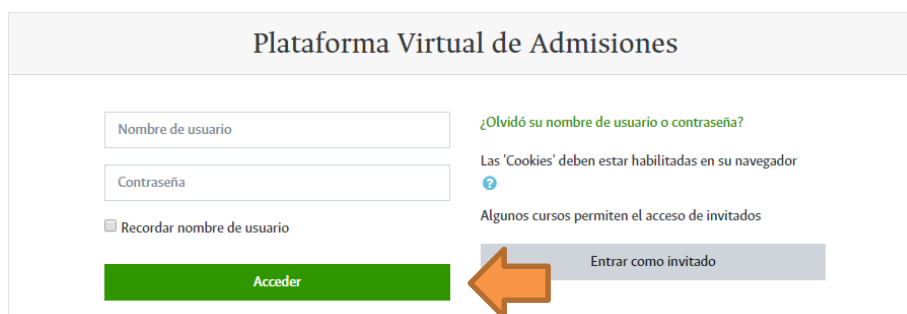 Plataforma Virtual de Admisiones
Nombre de usuario
Contraseña
Recordar nombre de usuario
Acceder
¿Olvidó su nombre de usuario o contraseña?
Las 'Cookies' deben estar habilitadas en su navegador
?
Algunos cursos permiten el acceso de invitados
Entrar como invitado